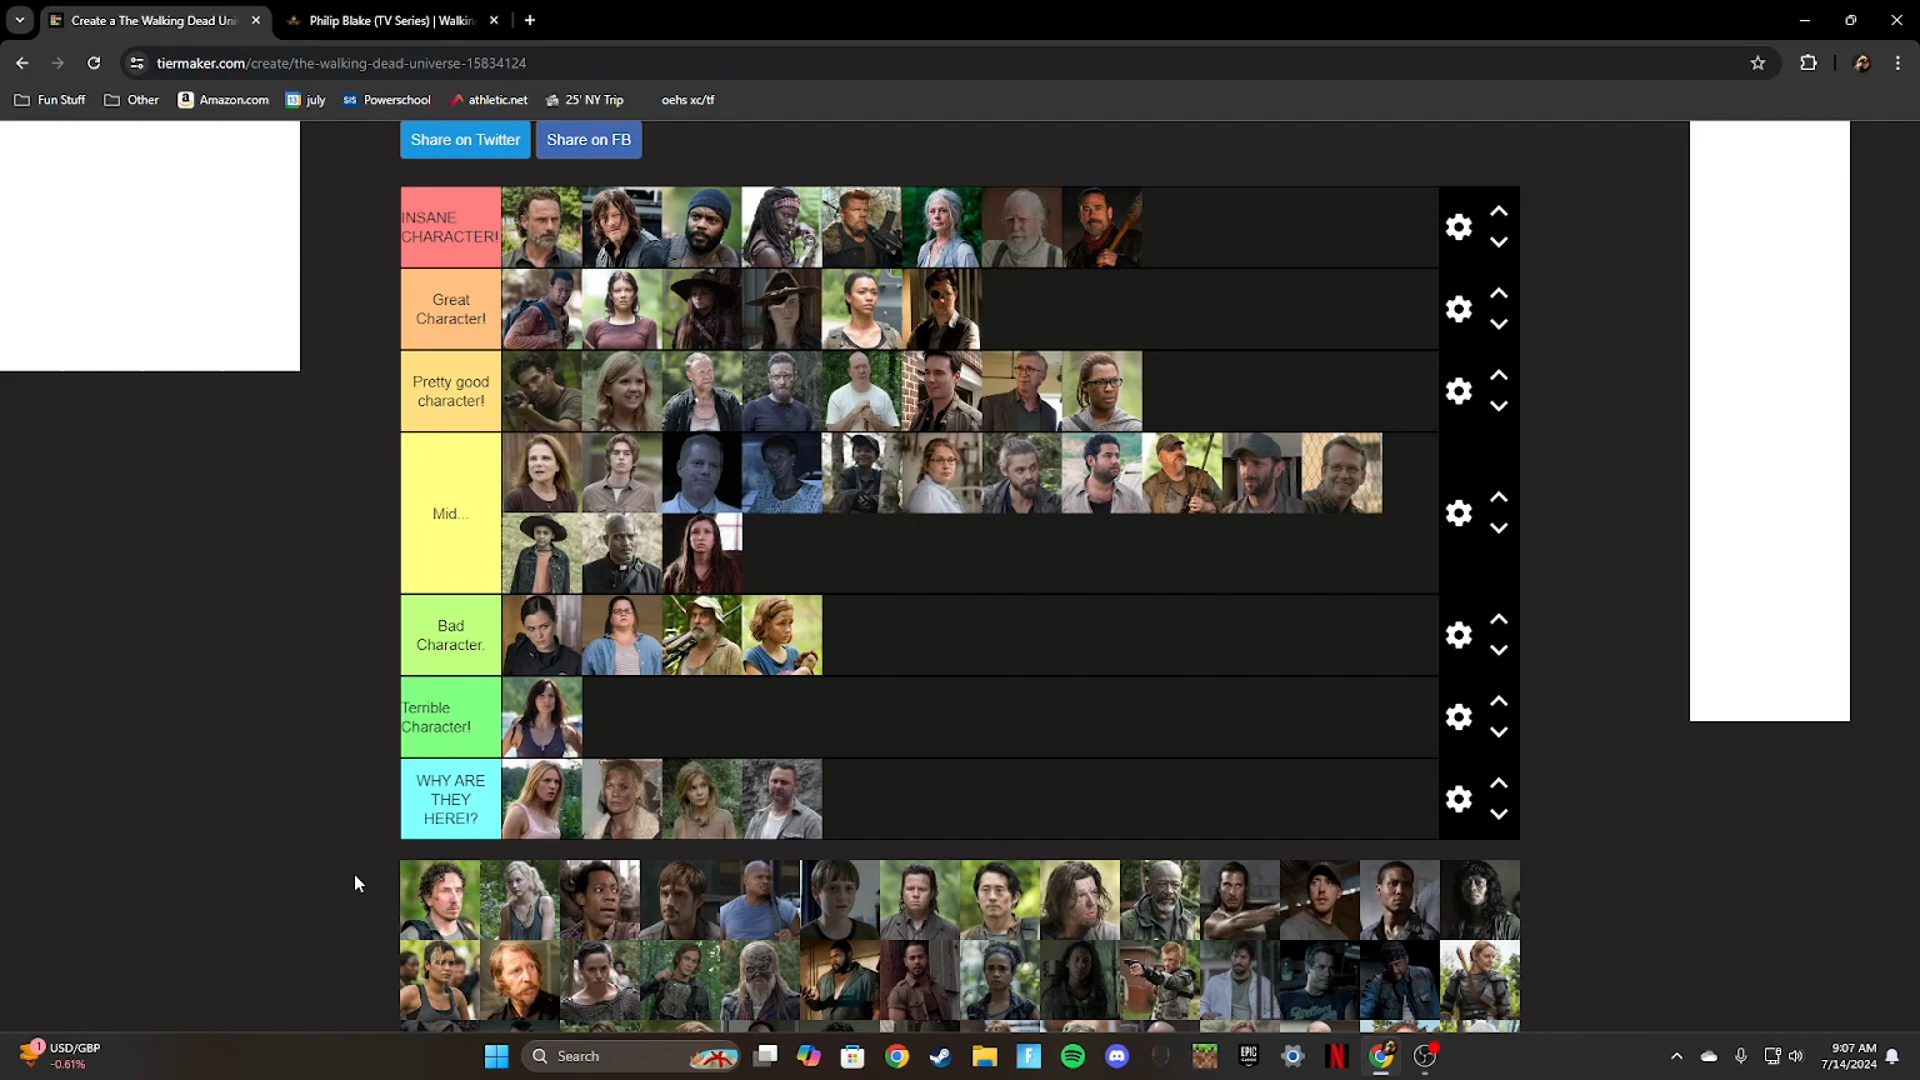 Create a The Walking Dead Uni
Philip Blake (TV Series) | Walkin
tiermaker.com/create/the-walking-dead-universe-15834124
Fun Stuff
Other
Amazon.com
july
Powerschool
athletic.net
25' NY Trip
oehs xc/tf
Share on Twitter
Share on FB
INSANE
CHARACTER!
Great
Character!
Pretty good
character!
Mid...
Bad
Character.
Terrible
Character!
WHY ARE
THEY
HERE!?
1
USD/GBP
-0.61%
Search
EPIC
N
9:07 AM
7/14/2024